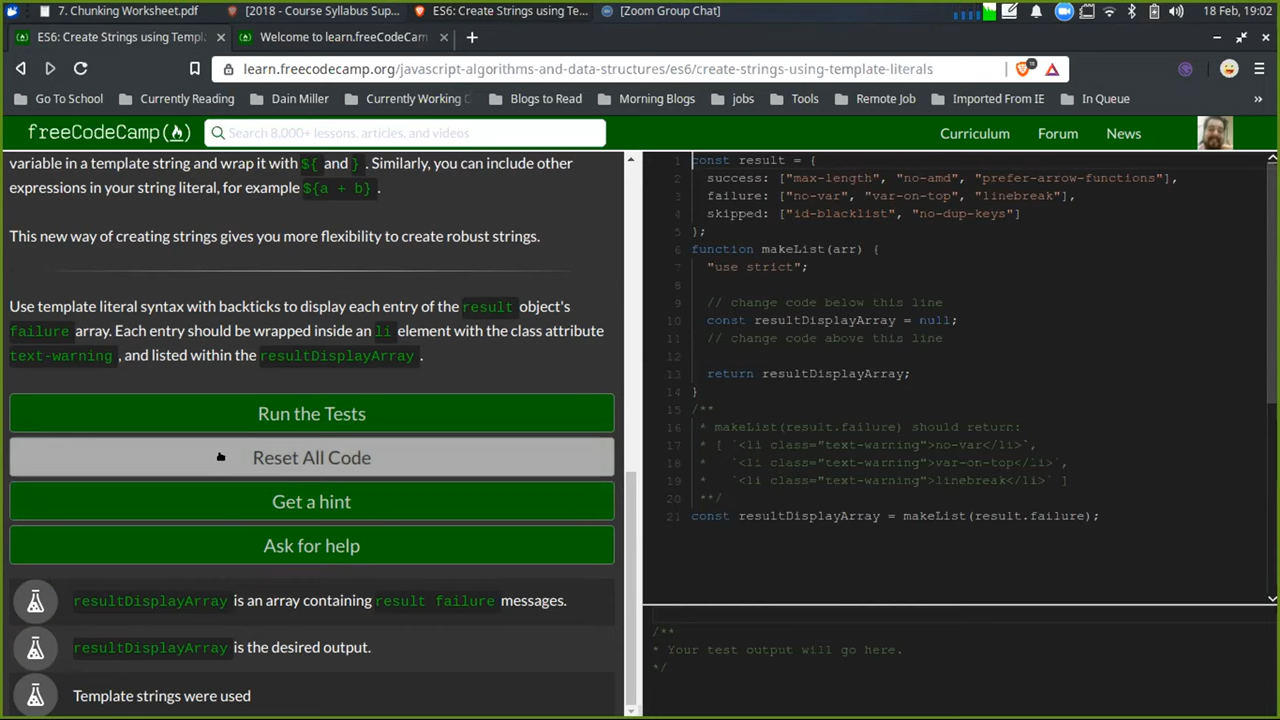 7. Chunking Worksheet.pdf
[2018 - Course Syllabus Sup...
ES6: Create Strings using Te...
[Zoom Group Chat]
18 Feb, 19:02
ES6: Create Strings using Templ
Welcome to learn.freeCodeCam
learn.freecodecamp.org/javascript-algorithms-and-data-structures/es6/create-strings-using-template-literals
18
Go To School
Currently Reading
Dain Miller
Currently Working C
Blogs to Read
Morning Blogs
jobs
Tools
Remote Job
Imported From IE
In Queue
freeCodeCamp
Search 8,000+ lessons, articles, and videos
Curriculum
Forum
News
variable in a template string and wrap it with ${ and } . Similarly, you can include other
expressions in your string literal, for example ${a + b} .
This new way of creating strings gives you more flexibility to create robust strings.
Use template literal syntax with backticks to display each entry of the result object's
failure array. Each entry should be wrapped inside an li element with the class attribute
text-warning , and listed within the resultDisplayArray .
Run the Tests
Reset All Code
Get a hint
Ask for help
resultDisplayArray is an array containing result failure messages.
resultDisplayArray is the desired output.
Template strings were used
1 const result = {
2 success: ["max-length", "no-amd", "prefer-arrow-functions"],
3 failure: ["no-var", "var-on-top", "linebreak"],
4 skipped: ["id-blacklist", "no-dup-keys"]
5 };
6 function makeList(arr) {
7 "use strict";
8
9 // change code below this line
10 const resultDisplayArray = null;
11 // change code above this line
12
13 return resultDisplayArray;
14 }
15 /**
16 * makeList(result.failure) should return:
17 * [ `<li class="text-warning">no-var</li>`,
18 * `<li class="text-warning">var-on-top</li>`,
19 * `<li class="text-warning">linebreak</li>` ]
20 **/
21 const resultDisplayArray = makeList(result.failure);
/**
* Your test output will go here.
*/